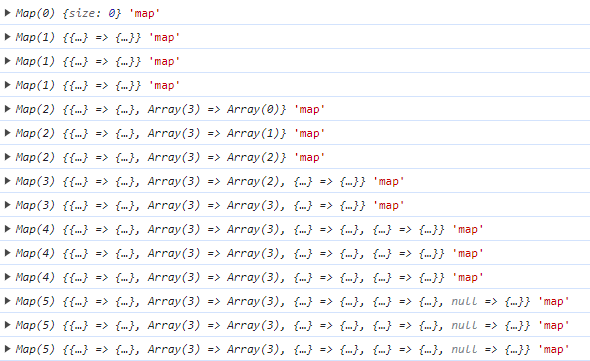 ▶ Map(0) {size: 0} 'map'
▶ Map(1) {{…} => {…}} 'map'
▶ Map(1) {{…} => {…}} 'map'
▶ Map(1) {{…} => {…}} 'map'
▶ Map(2) {{…} => {…}, Array(3) => Array(0)} 'map'
▶ Map(2) {{…} => {…}, Array(3) => Array(1)} 'map'
▶ Map(2) {{…} => {…}, Array(3) => Array(2)} 'map'
▶ Map(3) {{…} => {…}, Array(3) => Array(2), {…} => {…}} 'map'
▶ Map(3) {{…} => {…}, Array(3) => Array(3), {…} => {…}} 'map'
▶ Map(4) {{…} => {…}, Array(3) => Array(3), {…} => {…}, {…} => {…}} 'map'
▶ Map(4) {{…} => {…}, Array(3) => Array(3), {…} => {…}, {…} => {…}} 'map'
▶ Map(4) {{…} => {…}, Array(3) => Array(3), {…} => {…}, {…} => {…}} 'map'
▶ Map(5) {{…} => {…}, Array(3) => Array(3), {…} => {…}, {…} => {…}, null => {…}} 'map'
▶ Map(5) {{…} => {…}, Array(3) => Array(3), {…} => {…}, {…} => {…}, null => {…}} 'map'
▶ Map(5) {{…} => {…}, Array(3) => Array(3), {…} => {…}, {…} => {…}, null => {…}} 'map'